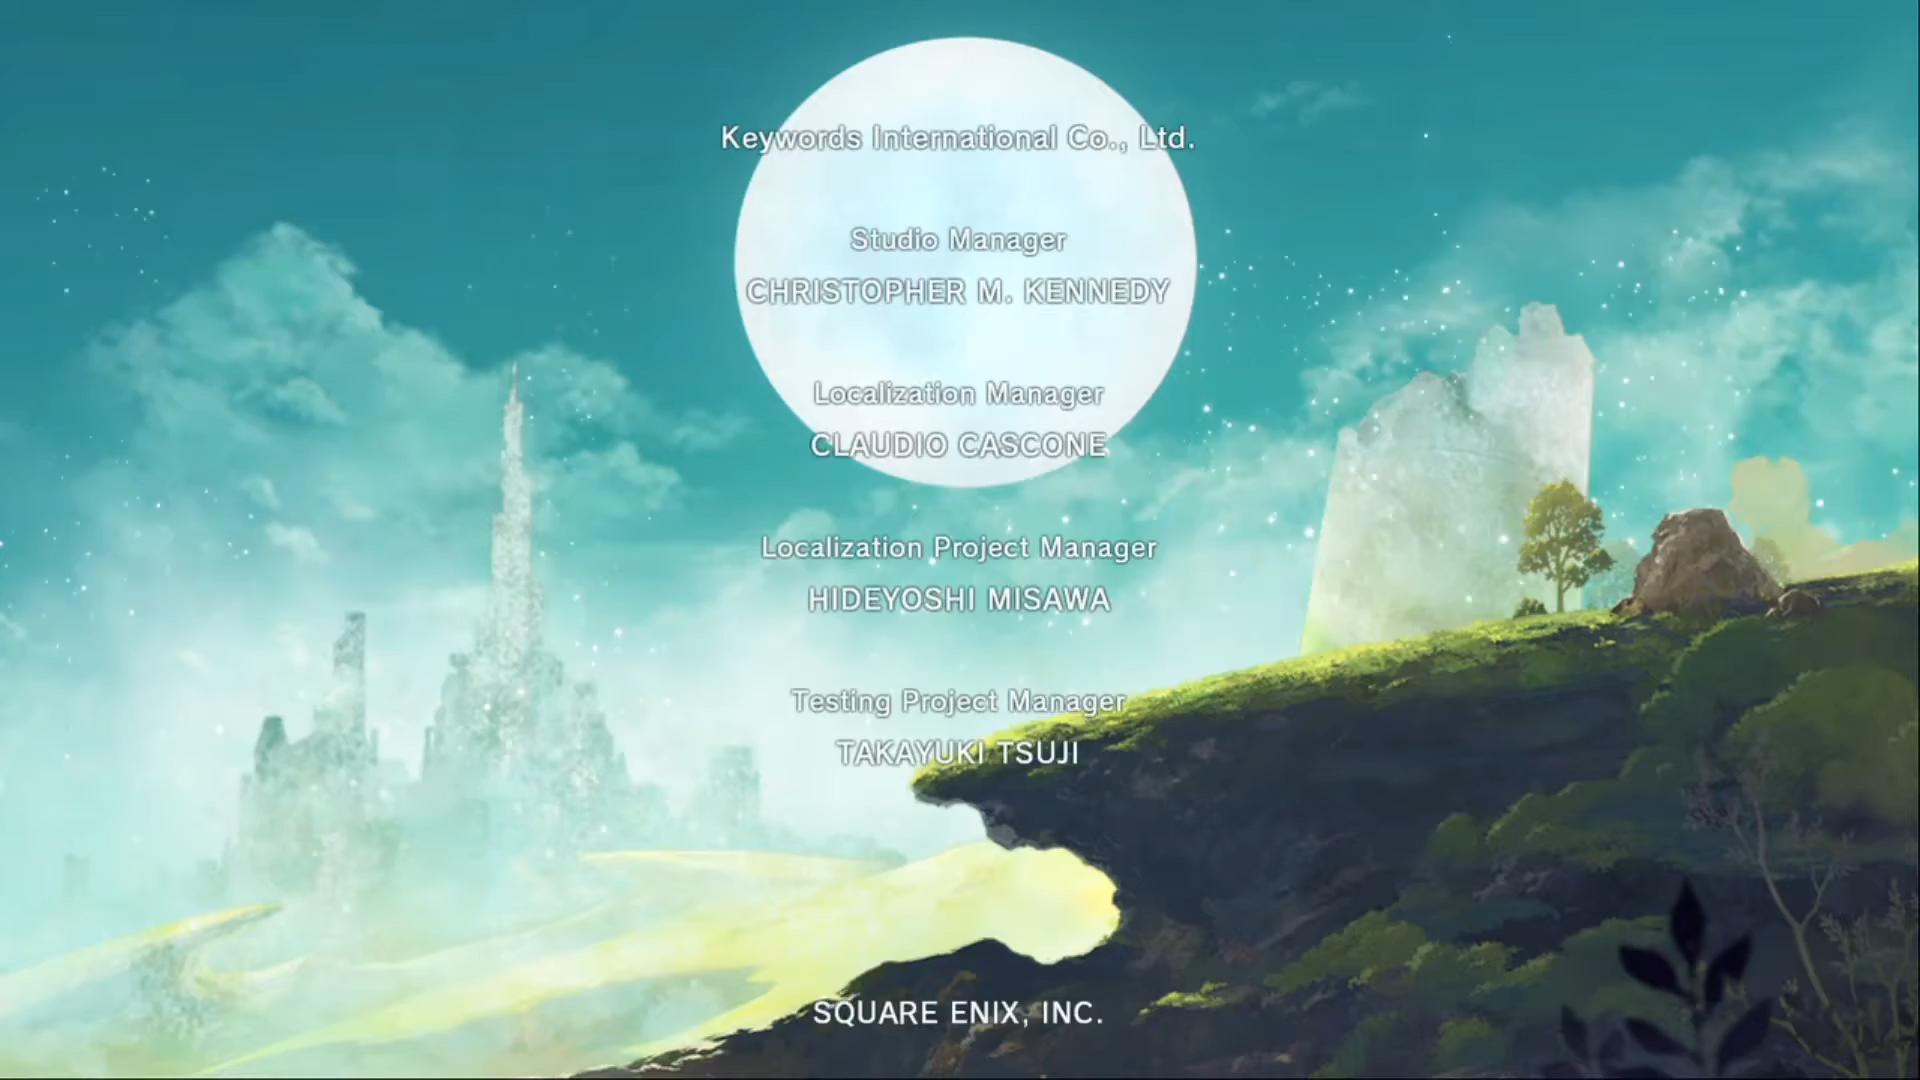 Keywords International Co., Ltd.
Studio Manager
CHRISTOPHER M. KENNEDY
Localization Manager
CLAUDIO CASCONE
Localization Project Manager
HIDEYOSHI MISAWA
Testing Project Manager
TAKAYUKI TSUJI
SQUARE ENIX, INC.